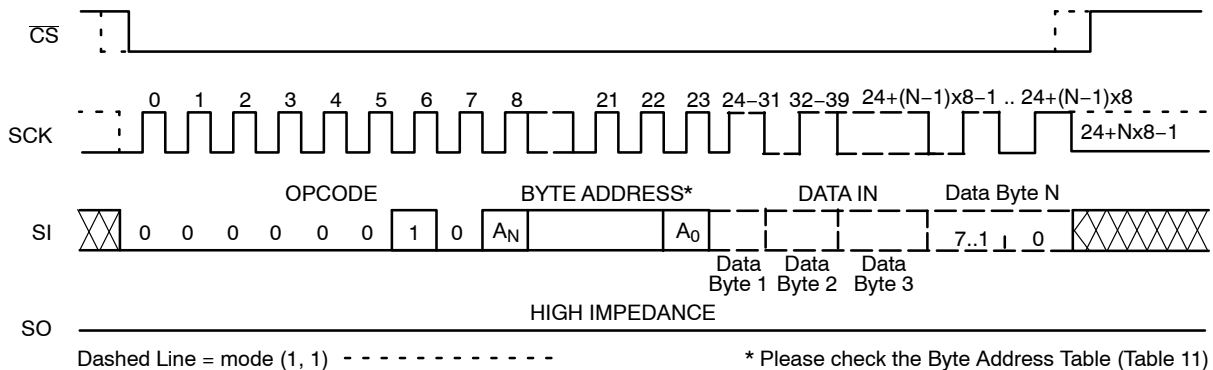 CS
0 1 2 3 4 5 6 7 8 21 22 23 24–31 32–39 24+(N–1)x8–1 .. 24+(N–1)x8
SCK
24+Nx8–1
OPCODE BYTE ADDRESS* DATA IN Data Byte N
SI 0 0 0 0 0 0 1 0 AN A0 7..1 0
Data Byte 1 Data Byte 2 Data Byte 3
HIGH IMPEDANCE
SO
Dashed Line = mode (1, 1) * Please check the Byte Address Table (Table 11)